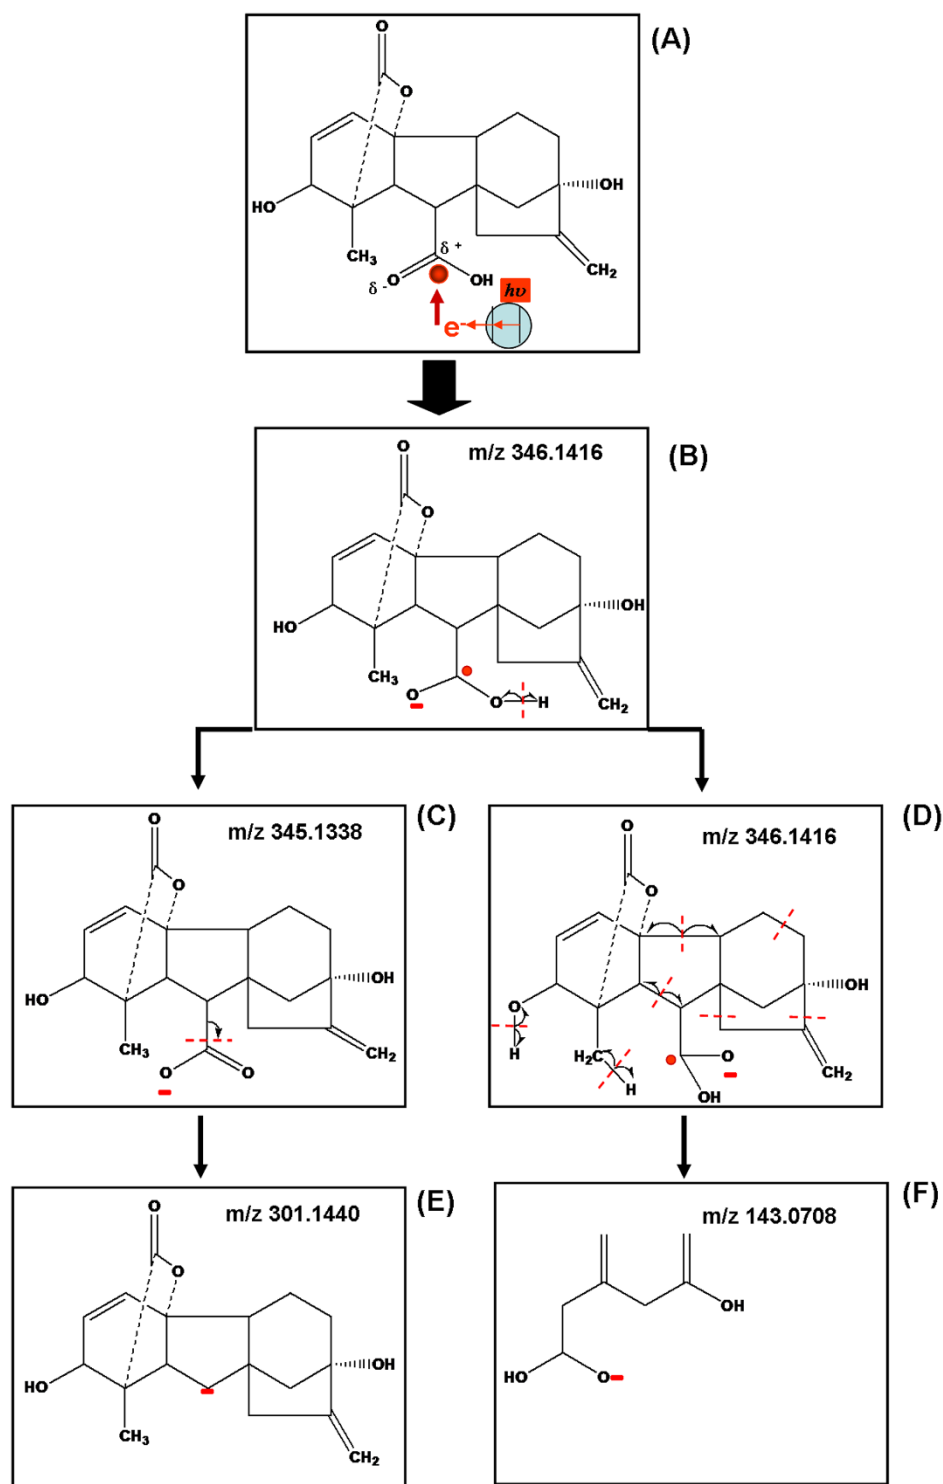 (A)
O
O
HO
OH
CH3
δ +
O
OH
CH2
δ -
hυ
e-
(B)
m/z 346.1416
O
O
HO
OH
CH3
O
O
H
CH2
(C)
m/z 345.1338
O
O
HO
OH
CH3
O
O
CH2
(D)
m/z 346.1416
O
O
O
OH
H
H2C
H
O
OH
CH2
(E)
m/z 301.1440
O
O
HO
OH
CH3
CH2
(F)
m/z 143.0708
OH
HO
O